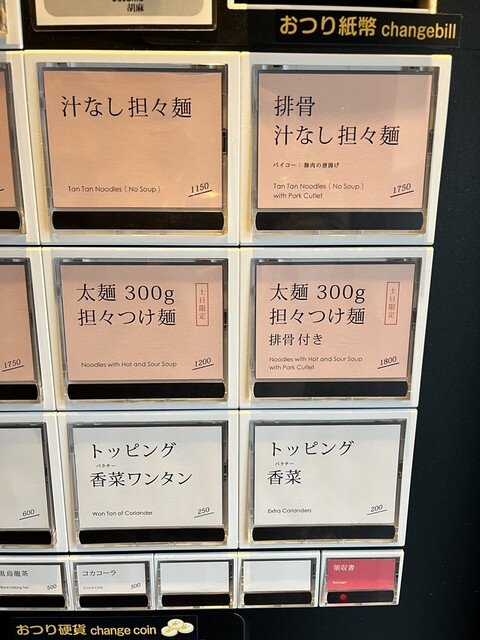 胡麻
おつり紙幣 changebill
汁なし担々麺
Tan Tan Noodles ( No Soup )
1150
排骨
汁なし担々麺
パイコー：豚肉の唐揚げ
Tan Tan Noodles ( No Soup )
with Pork Cutlet
1750
1750
太麺 300g
担々つけ麺
土日限定
Noodles with Hot and Sour Soup
1200
太麺 300g
担々つけ麺
排骨付き
土日限定
Noodles with Hot and Sour Soup
with Pork Cutlet
1800
600
トッピング
パクチー
香菜ワンタン
Won Ton of Coriander
250
トッピング
パクチー
香菜
Extra Corianders
200
黒烏龍茶
500
コカコーラ
Coca Cola
500
領収書
Receipt
おつり硬貨 change coin